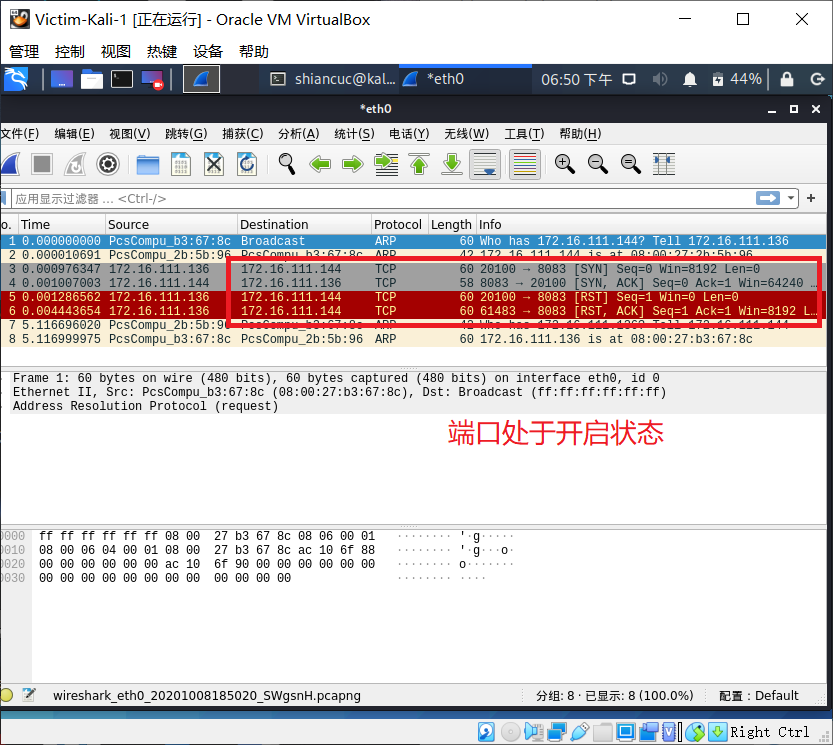 Victim-Kali-1 [正在运行] - Oracle VM VirtualBox
管理 控制 视图 热键 设备 帮助
shiancuc@kal... *eth0 06:50 下午 44%
*eth0
文件(F) 编辑(E) 视图(V) 跳转(G) 捕获(C) 分析(A) 统计(S) 电话(Y) 无线(W) 工具(T) 帮助(H)
应用显示过滤器 … <Ctrl-/>
o. Time Source Destination Protocol Length Info
1 0.000000000 PcsCompu_b3:67:8c Broadcast ARP 60 Who has 172.16.111.144? Tell 172.16.111.136
2 0.000010691 PcsCompu_2b:5b:96 PcsCompu_b3:67:8c ARP 42 172.16.111.144 is at 08:00:27:2b:5b:96
3 0.000976347 172.16.111.136 172.16.111.144 TCP 60 20100 → 8083 [SYN] Seq=0 Win=8192 Len=0
4 0.001007003 172.16.111.144 172.16.111.136 TCP 58 8083 → 20100 [SYN, ACK] Seq=0 Ack=1 Win=64240 …
5 0.001286562 172.16.111.136 172.16.111.144 TCP 60 20100 → 8083 [RST] Seq=1 Win=0 Len=0
6 0.004443654 172.16.111.136 172.16.111.144 TCP 60 61483 → 8083 [RST, ACK] Seq=1 Ack=1 Win=8192 L…
7 5.116696020 PcsCompu_2b:5b:96 PcsCompu_b3:67:8c ARP 42 Who has 172.16.111.136? Tell 172.16.111.144
8 5.116999975 PcsCompu_b3:67:8c PcsCompu_2b:5b:96 ARP 60 172.16.111.136 is at 08:00:27:b3:67:8c
Frame 1: 60 bytes on wire (480 bits), 60 bytes captured (480 bits) on interface eth0, id 0
Ethernet II, Src: PcsCompu_b3:67:8c (08:00:27:b3:67:8c), Dst: Broadcast (ff:ff:ff:ff:ff:ff)
Address Resolution Protocol (request)
端口处于开启状态
0000 ff ff ff ff ff ff 08 00 27 b3 67 8c 08 06 00 01 ········ '·g·····
0010 08 00 06 04 00 01 08 00 27 b3 67 8c ac 10 6f 88 ········ '·g···o·
0020 00 00 00 00 00 00 ac 10 6f 90 00 00 00 00 00 00 ········ o·······
0030 00 00 00 00 00 00 00 00 00 00 00 00 ········ ····
wireshark_eth0_20201008185020_SWgsnH.pcapng 分组: 8 · 已显示: 8 (100.0%) 配置：Default
Right Ctrl